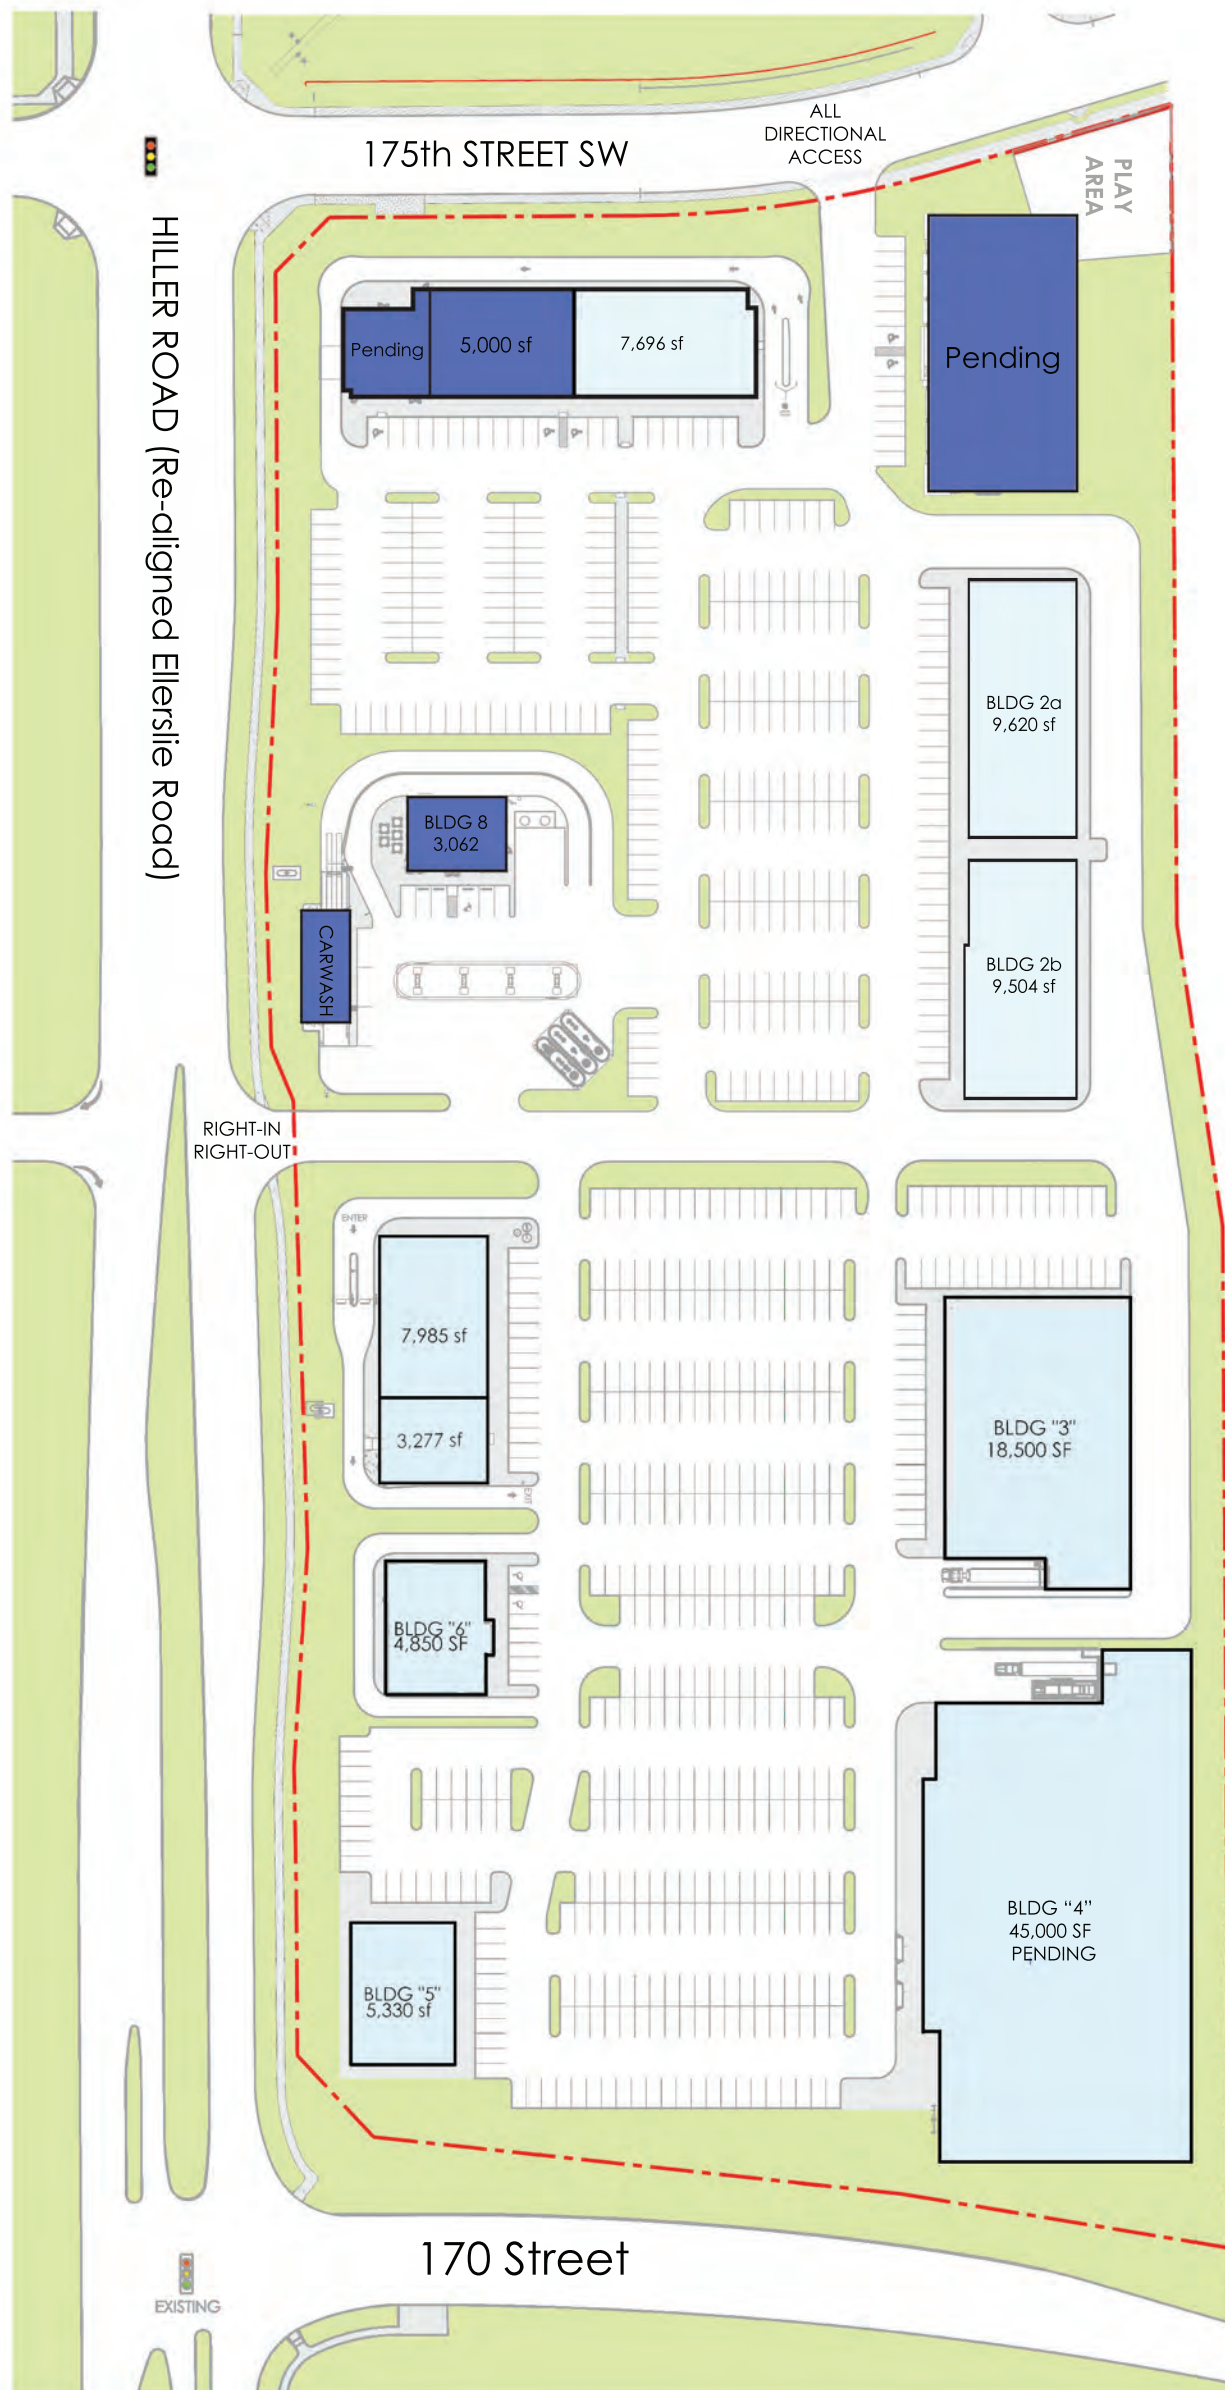 ALL
DIRECTIONAL
ACCESS
175th STREET SW
PLAY
AREA
HILLER ROAD (Re-aligned Ellerslie Road)
Pending
5,000 sf
7,696 sf
Pending
BLDG 2a
9,620 sf
BLDG 8
3,062
CARWASH
BLDG 2b
9,504 sf
RIGHT-IN
RIGHT-OUT
ENTER
7,985 sf
3,277 sf
EXIT
BLDG "3"
18,500 SF
BLDG "6"
4,850 SF
BLDG “4”
45,000 SF
PENDING
BLDG "5"
5,330 sf
170 Street
EXISTING